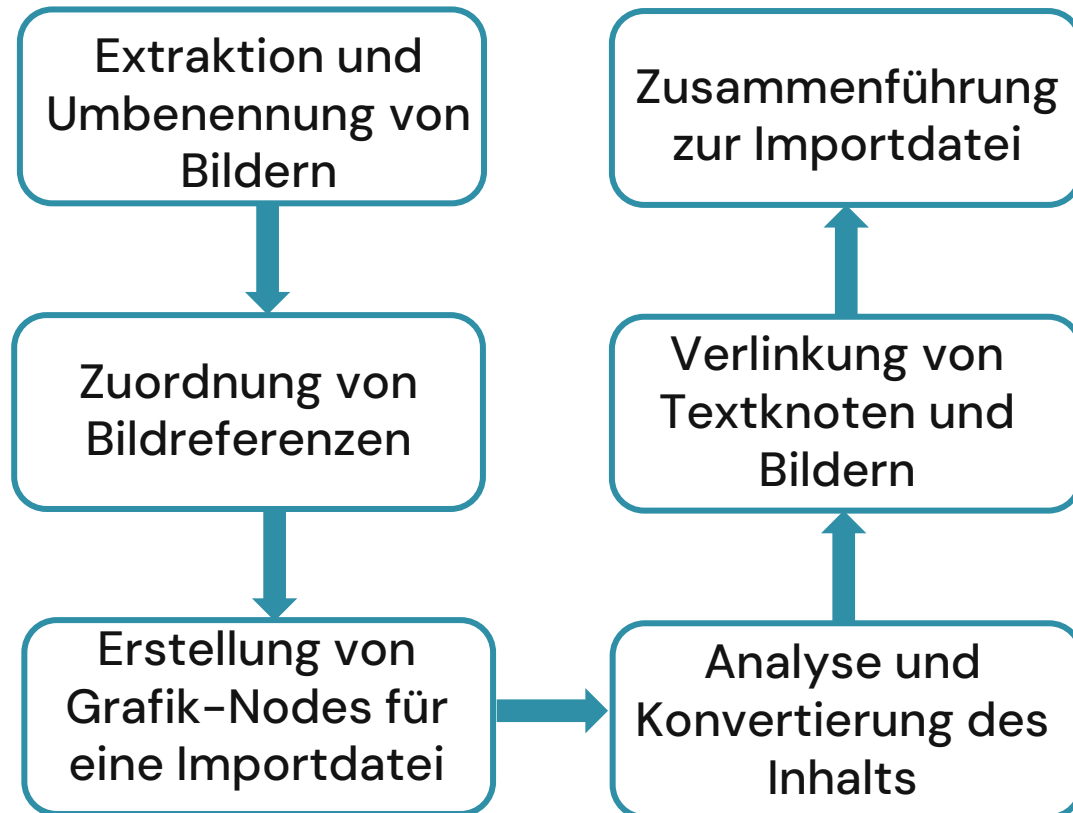 Extraktion und
Umbenennung von
Bildern
Zuordnung von
Bildreferenzen
Erstellung von
Grafik-Nodes für
eine Importdatei
Analyse und
Konvertierung des
Inhalts
Verlinkung von
Textknoten und
Bildern
Zusammenführung
zur Importdatei